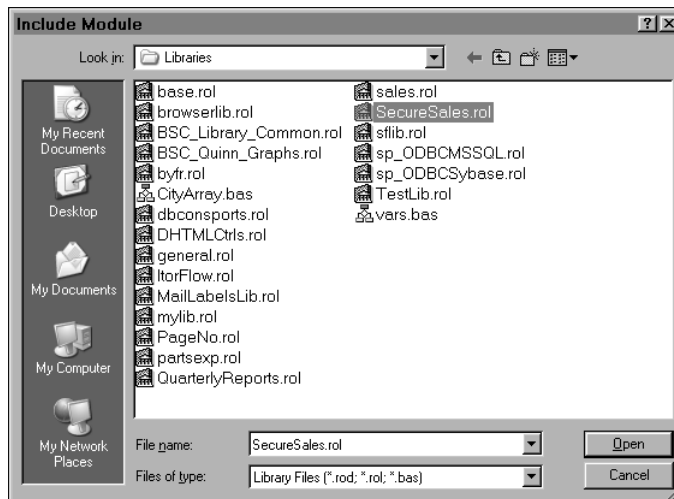 Include Module
Look in: Libraries
My Recent Documents
Desktop
My Documents
My Computer
My Network Places
base.rol
browserlib.rol
BSC_Library_Common.rol
BSC_Quinn_Graphs.rol
byfr.rol
CityArray.bas
dbconsports.rol
DHTMLCtrls.rol
general.rol
ItorFlow.rol
MailLabelsLib.rol
mylib.rol
PageNo.rol
partsexp.rol
QuarterlyReports.rol
sales.rol
SecureSales.rol
sflib.rol
sp_ODBCMSSQL.rol
sp_ODBCSybase.rol
TestLib.rol
vars.bas
File name: SecureSales.rol Open
Files of type: Library Files (*.rod; *.rol; *.bas) Cancel